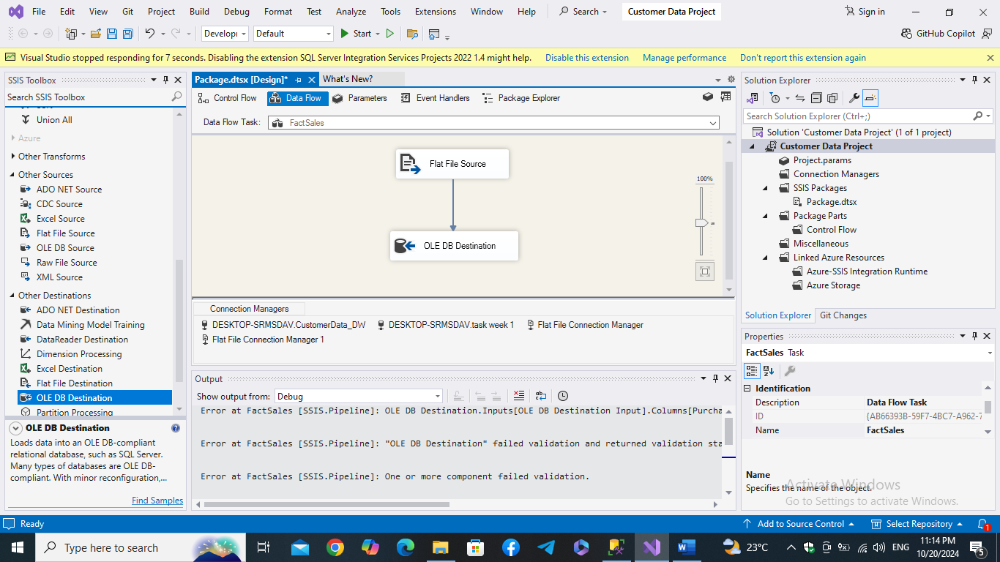 File Edit View Git Project Build Debug Format Test Analyze Tools Extensions Window Help Search Customer Data Project Sign in
Developr Default Start GitHub Copilot
Visual Studio stopped responding for 7 seconds. Disabling the extension SQL Server Integration Services Projects 2022 1.4 might help. Disable this extension Manage performance Don't report this extension again
SSIS Toolbox
Search SSIS Toolbox
Union All
Azure
Other Transforms
Other Sources
ADO NET Source
CDC Source
Excel Source
Flat File Source
OLE DB Source
Raw File Source
XML Source
Other Destinations
ADO NET Destination
Data Mining Model Training
DataReader Destination
Dimension Processing
Excel Destination
Flat File Destination
OLE DB Destination
Partition Processing
OLE DB Destination
Loads data into an OLE DB-compliant
relational database, such as SQL Server.
Many types of databases are OLE DB-
compliant. With minor reconfiguration,...
Find Samples
Package.dtsx [Design]* What's New?
Control Flow Data Flow Parameters Event Handlers Package Explorer
Data Flow Task: FactSales
Flat File Source
OLE DB Destination
100%
Connection Managers
DESKTOP-SRMSDAV.CustomerData_DW DESKTOP-SRMSDAV.task week 1 Flat File Connection Manager
Flat File Connection Manager 1
Output
Show output from: Debug
Error at FactSales [SSIS.Pipeline]: OLE DB Destination.Inputs[OLE DB Destination Input].Columns[Purcha
Error at FactSales [SSIS.Pipeline]: "OLE DB Destination" failed validation and returned validation sta
Error at FactSales [SSIS.Pipeline]: One or more component failed validation.
Solution Explorer
Search Solution Explorer (Ctrl+;)
Solution 'Customer Data Project' (1 of 1 project)
Customer Data Project
Project.params
Connection Managers
SSIS Packages
Package.dtsx
Package Parts
Control Flow
Miscellaneous
Linked Azure Resources
Azure-SSIS Integration Runtime
Azure Storage
Solution Explorer Git Changes
Properties
FactSales Task
Identification
Description Data Flow Task
ID {AB66393B-59F7-4BC7-A962-7
Name FactSales
Name
Specifies the name of the object.
Activate Windows
Go to Settings to activate Windows.
Ready Add to Source Control Select Repository 1
Type here to search 23°C ENG 11:14 PM
10/20/2024 5